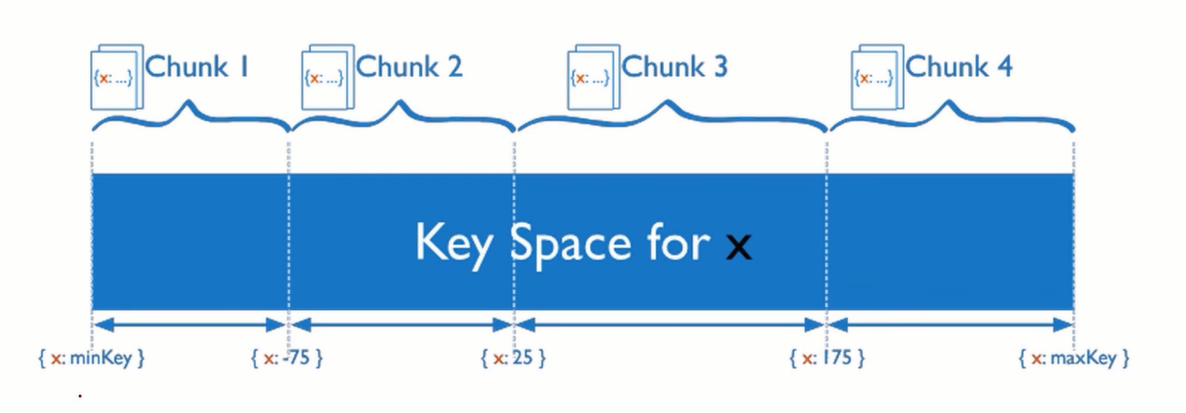 {x: ...} Chunk 1
{x: ...} Chunk 2
{x: ...} Chunk 3
{x: ...} Chunk 4
Key Space for x
{ x: minKey }
{ x: -75 }
{ x: 25 }
{ x: 175 }
{ x: maxKey }